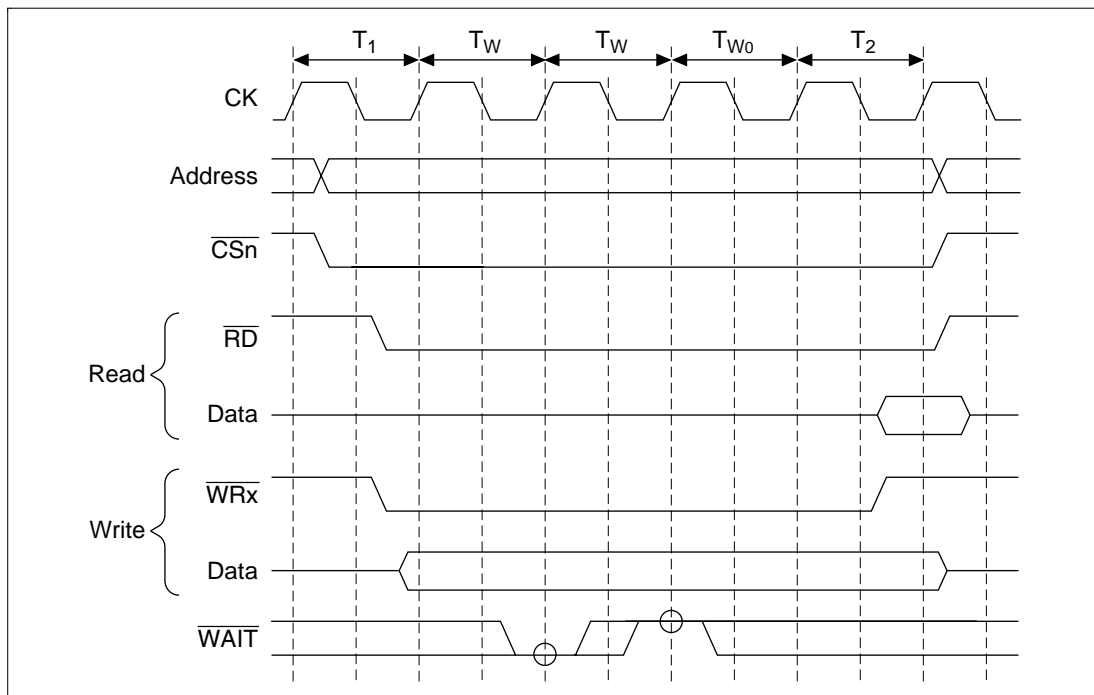 T1 TW TW TW0 T2
CK
Address
CSn
RD
Read
Data
WRx
Write
Data
WAIT